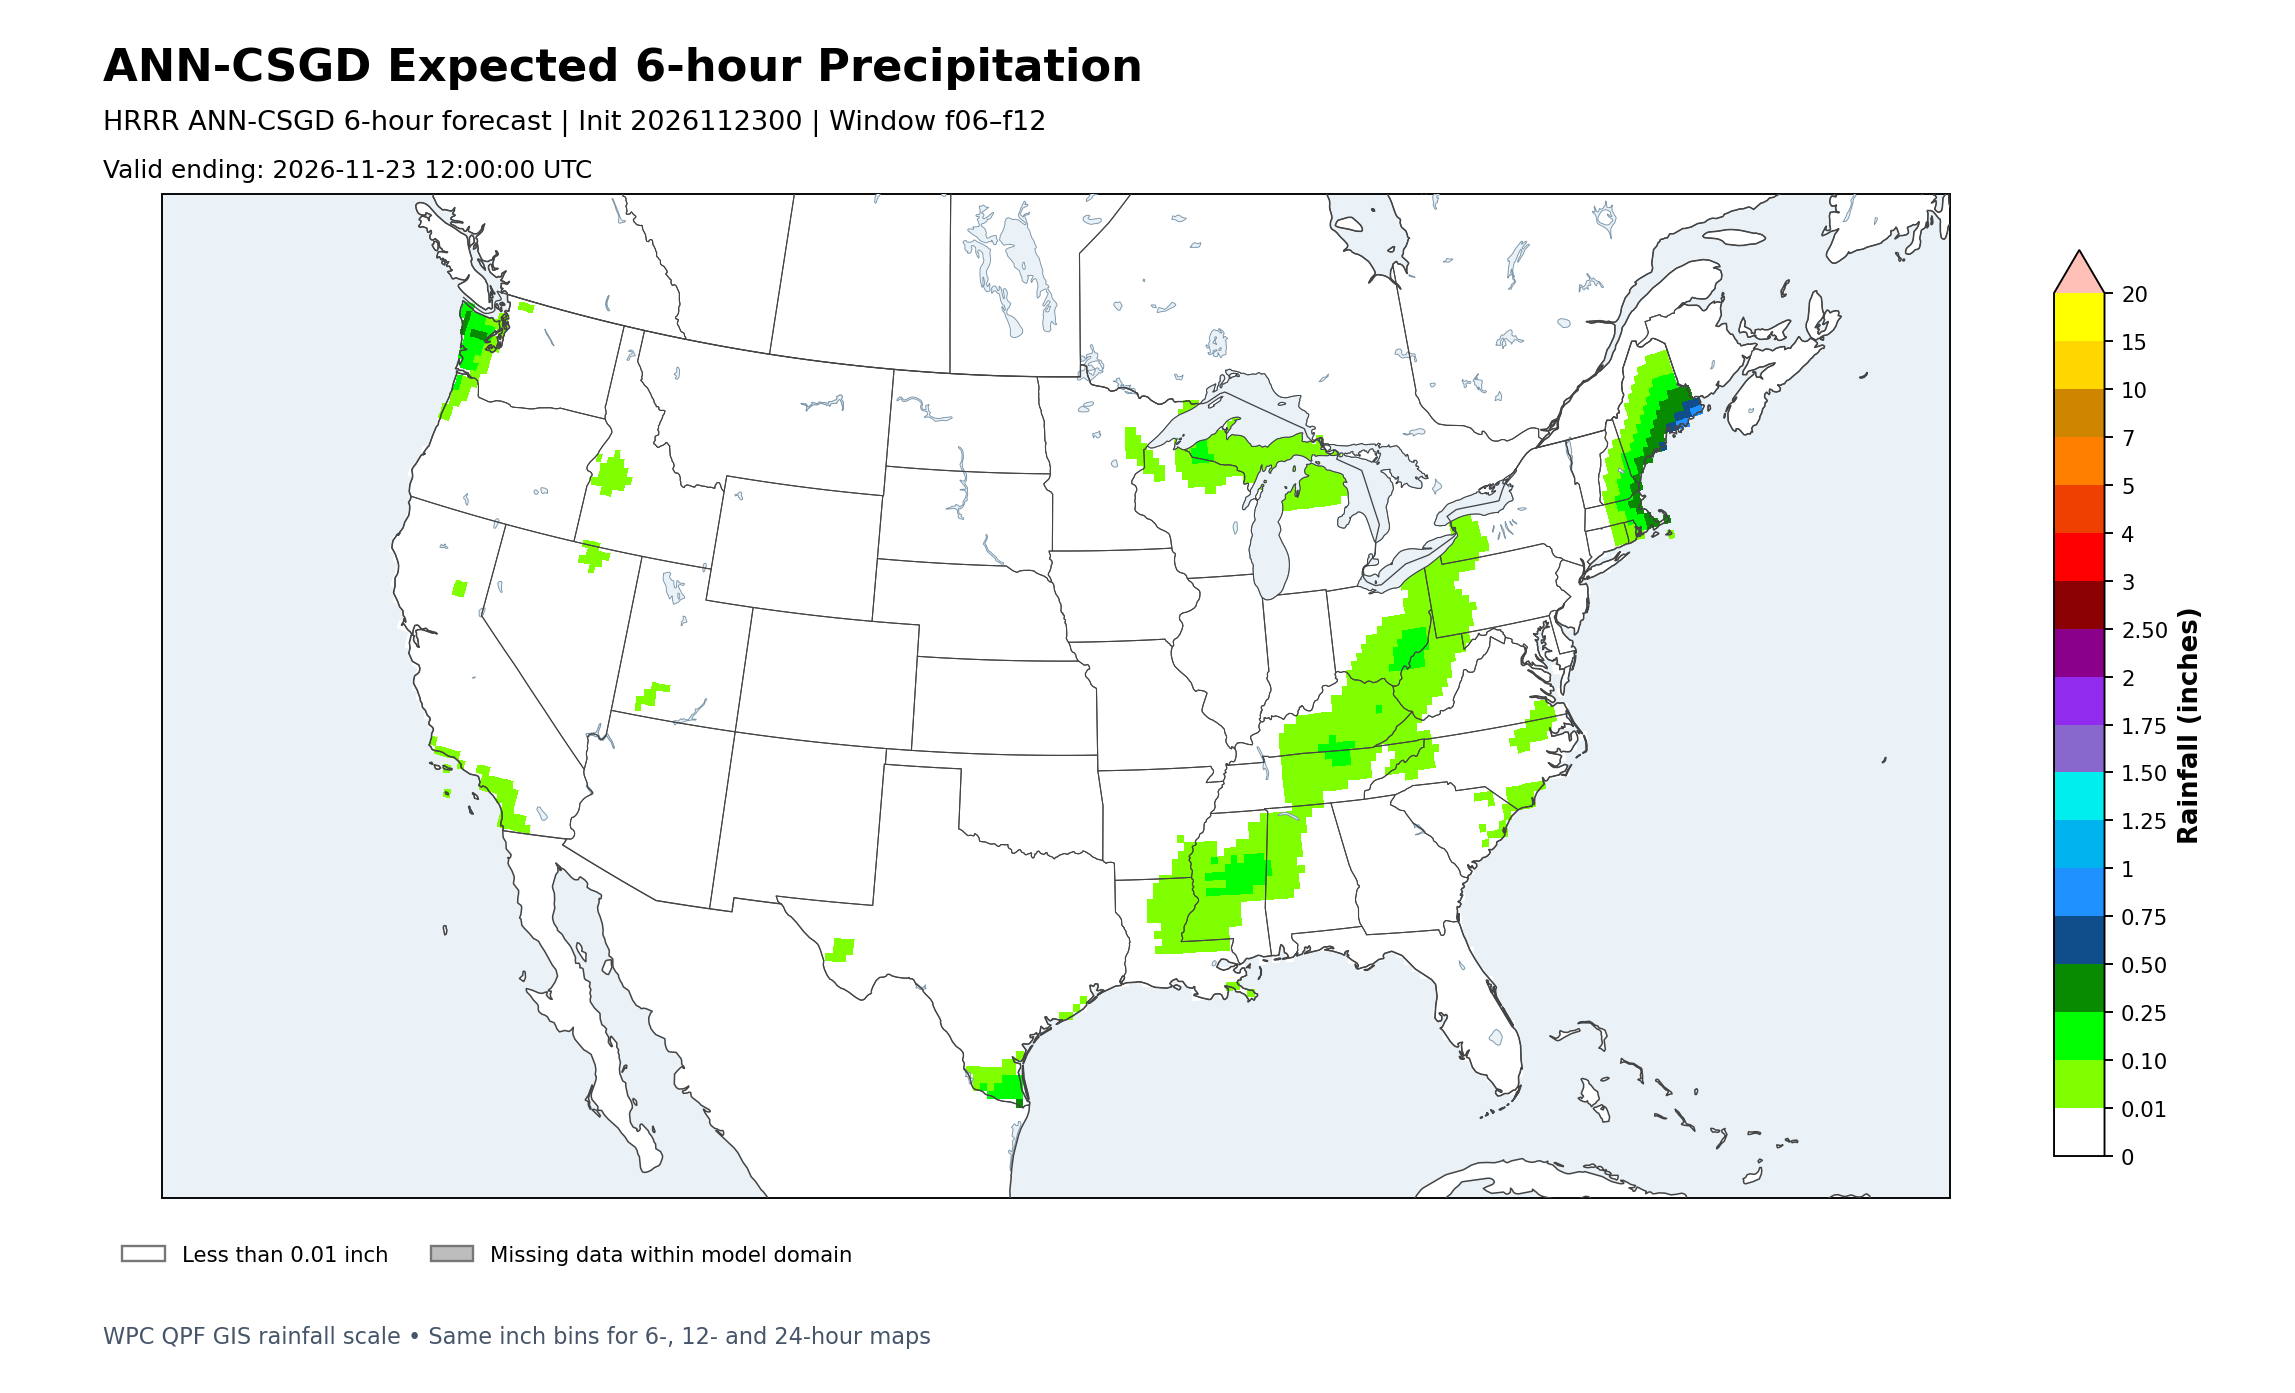 ANN-CSGD Expected 6-hour Precipitation
HRRR ANN-CSGD 6-hour forecast | Init 2026112300 | Window f06–f12
Valid ending: 2026-11-23 12:00:00 UTC
20
15
10
7
5
4
3
2.50
2
1.75
1.50
1.25
1
0.75
0.50
0.25
0.10
0.01
0
Rainfall (inches)
Less than 0.01 inch
Missing data within model domain
WPC QPF GIS rainfall scale • Same inch bins for 6-, 12- and 24-hour maps